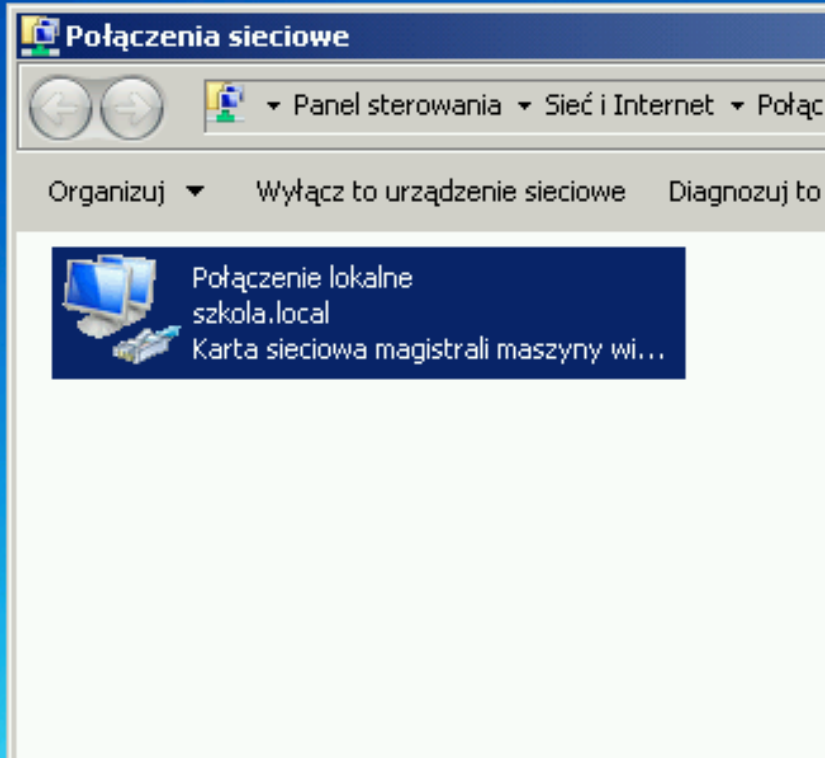 Połączenia sieciowe
Panel sterowania Sieć i Internet Połąc
Organizuj Wyłącz to urządzenie sieciowe Diagnozuj to
Połączenie lokalne
szkola.local
Karta sieciowa magistrali maszyny wi...